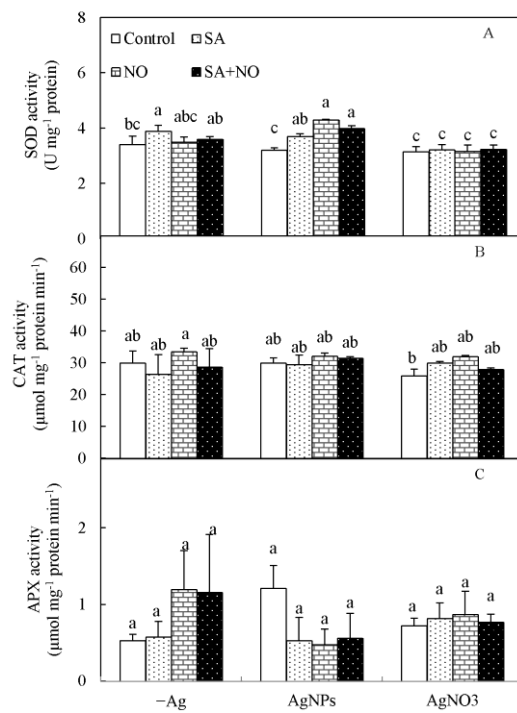 Control SA A
NO SA+NO
8
6
4
2
0
SOD activity
(U mg⁻¹ protein)
bc a abc ab c ab a a c c c c
B
60
50
40
30
20
10
0
CAT activity
(μmol mg⁻¹ protein min⁻¹)
ab ab a ab ab ab ab ab b ab ab ab
C
2
1
0
APX activity
(μmol mg⁻¹ protein min⁻¹)
a a a a a a a a a a a a
−Ag AgNPs AgNO3